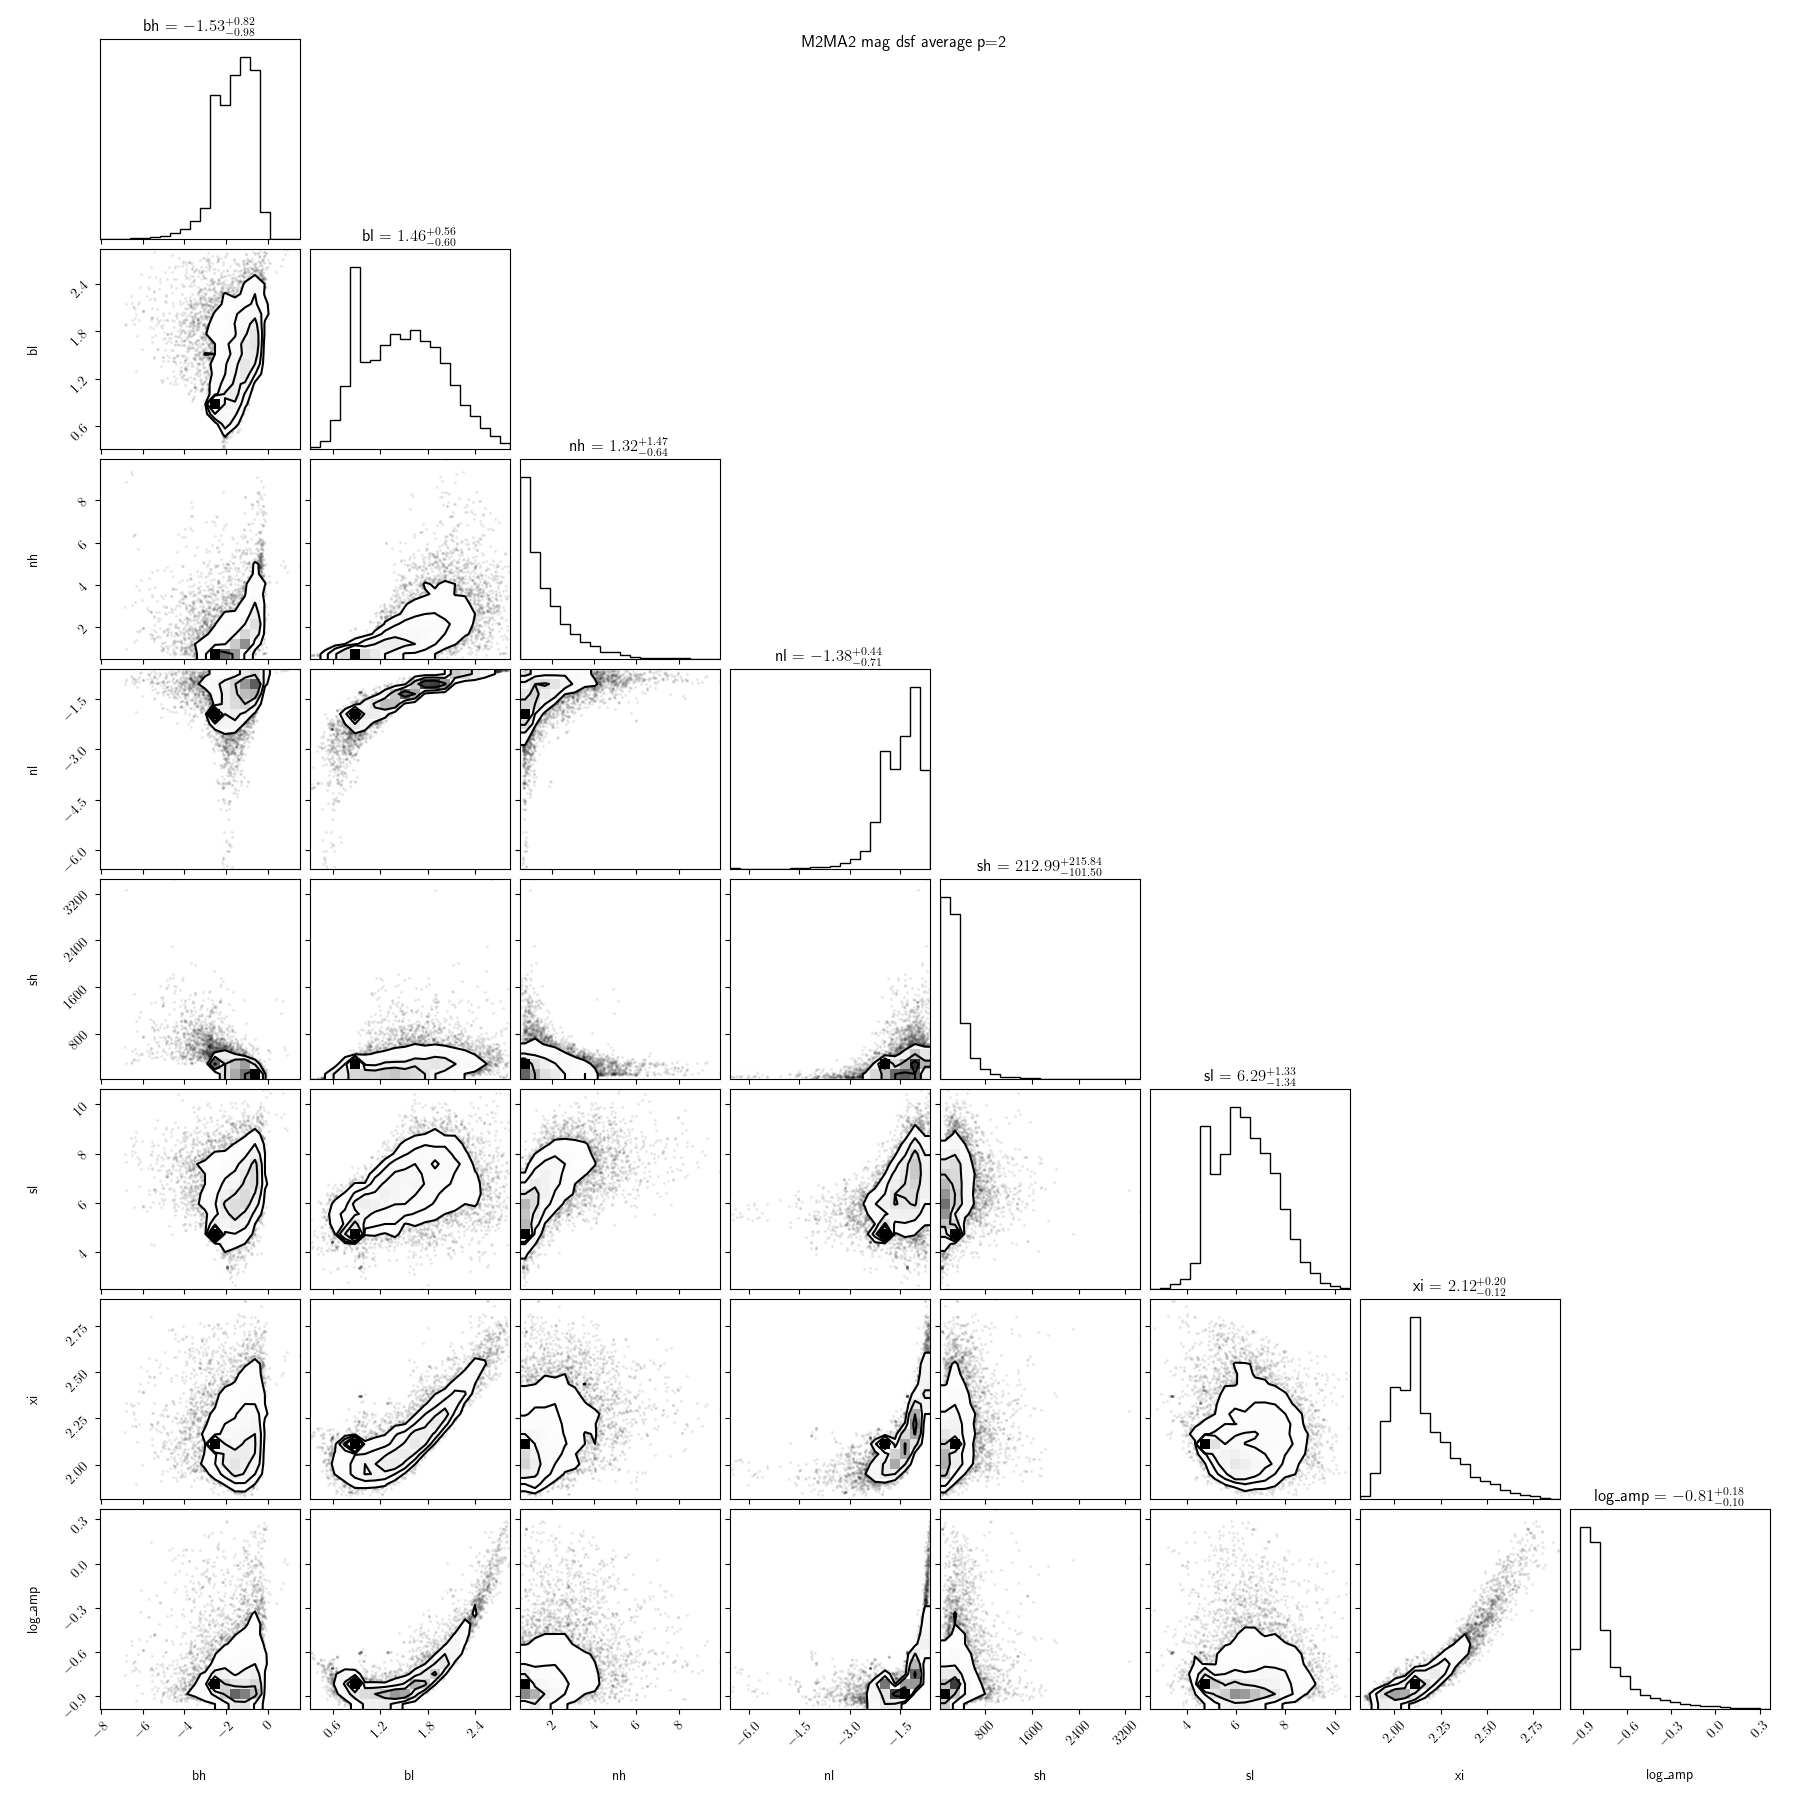 bh = −1.53+0.82 −0.98
M2MA2 mag dsf average p=2
bl = 1.46+0.56 −0.60
2.4
1.8
1.2
0.6
bl
nh = 1.32+1.47 −0.64
8
6
4
2
nh
nl = −1.38+0.44 −0.71
−1.5
−3.0
−4.5
−6.0
nl
sh = 212.99+215.84 −101.50
3200
2400
1600
800
sh
sl = 6.29+1.33 −1.34
10
8
6
4
sl
xi = 2.12+0.20 −0.12
2.75
2.50
2.25
2.00
xi
log_amp = −0.81+0.18 −0.10
0.3
0.0
−0.3
−0.6
−0.9
log_amp
−8 −6 −4 −2 0 0.6 1.2 1.8 2.4 2 4 6 8 −6.0 −4.5 −3.0 −1.5 800 1600 2400 3200 4 6 8 10 2.00 2.25 2.50 2.75 −0.9 −0.6 −0.3 0.0 0.3
bh bl nh nl sh sl xi log_amp